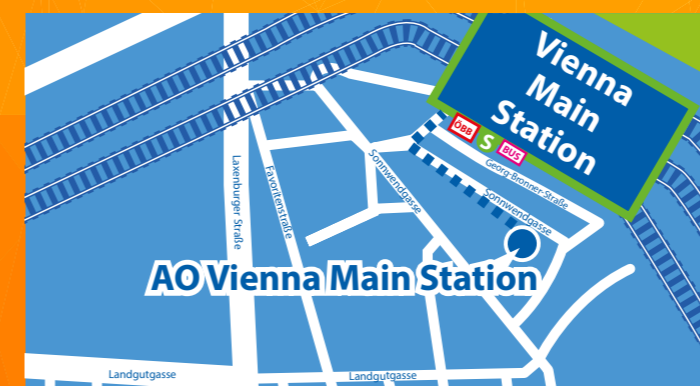 Vienna
Main
Station
ÖBB
S
BUS
Georg-Bronner-Straße
Sonnwendgasse
Sonnwendgasse
Favoritenstraße
Laxenburger Straße
AO Vienna Main Station
Landgutgasse
Landgutgasse